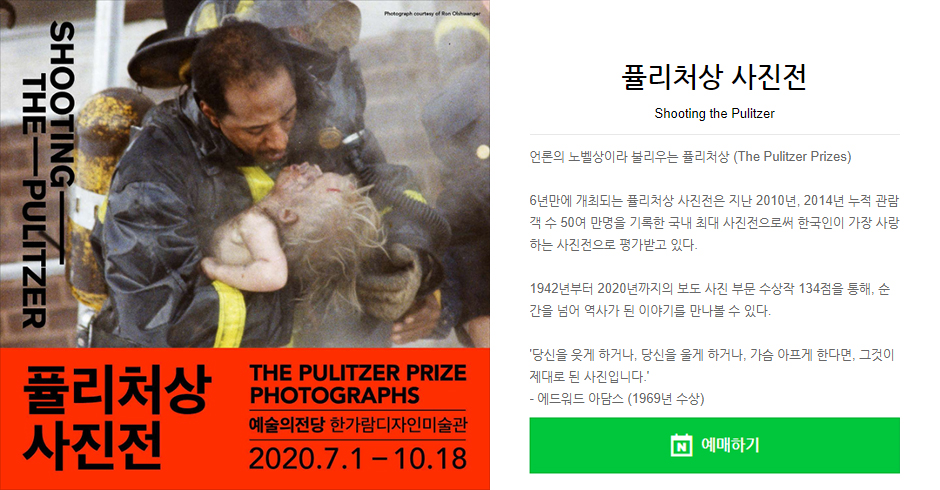 Photograph courtesy of Ron Olshwanger
SHOOTING
THE PULITZER
퓰리처상
사진전
THE PULITZER PRIZE
PHOTOGRAPHS
예술의전당 한가람디자인미술관
2020.7.1 – 10.18
퓰리처상 사진전
Shooting the Pulitzer
언론의 노벨상이라 불리우는 퓰리처상 (The Pulitzer Prizes)
6년만에 개최되는 퓰리처상 사진전은 지난 2010년, 2014년 누적 관람
객 수 50여 만명을 기록한 국내 최대 사진전으로써 한국인이 가장 사랑
하는 사진전으로 평가받고 있다.
1942년부터 2020년까지의 보도 사진 부문 수상작 134점을 통해, 순
간을 넘어 역사가 된 이야기를 만나볼 수 있다.
'당신을 웃게 하거나, 당신을 울게 하거나, 가슴 아프게 한다면, 그것이
제대로 된 사진입니다.'
- 에드워드 아담스 (1969년 수상)
N 예매하기